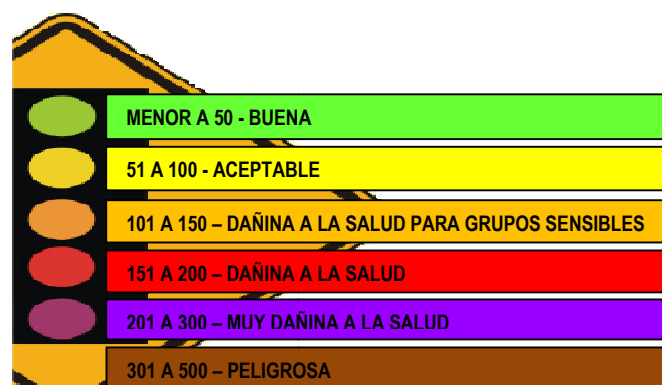 MENOR A 50 - BUENA
51 A 100 - ACEPTABLE
101 A 150 – DAÑINA A LA SALUD PARA GRUPOS SENSIBLES
151 A 200 – DAÑINA A LA SALUD
201 A 300 – MUY DAÑINA A LA SALUD
301 A 500 – PELIGROSA